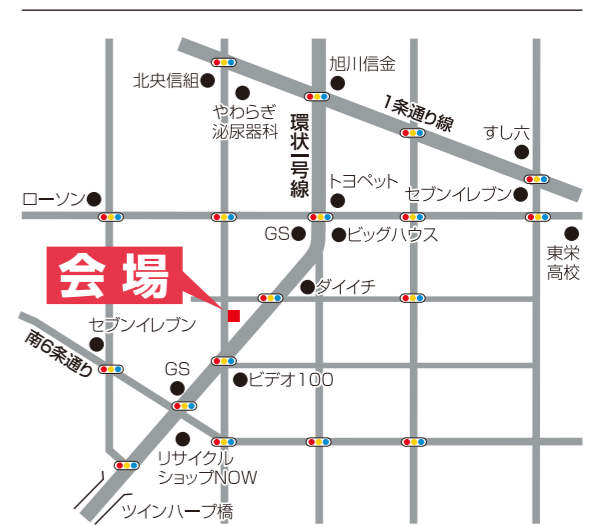 旭川信金
北央信組
やわらぎ
泌尿器科
1条通り線
環状一号線
すし六
トヨペット
セブンイレブン
ローソン
GS
ビッグハウス
東栄
高校
会場
ダイイチ
セブンイレブン
南6条通り
GS
ビデオ100
リサイクル
ショップNOW
ツインハープ橋